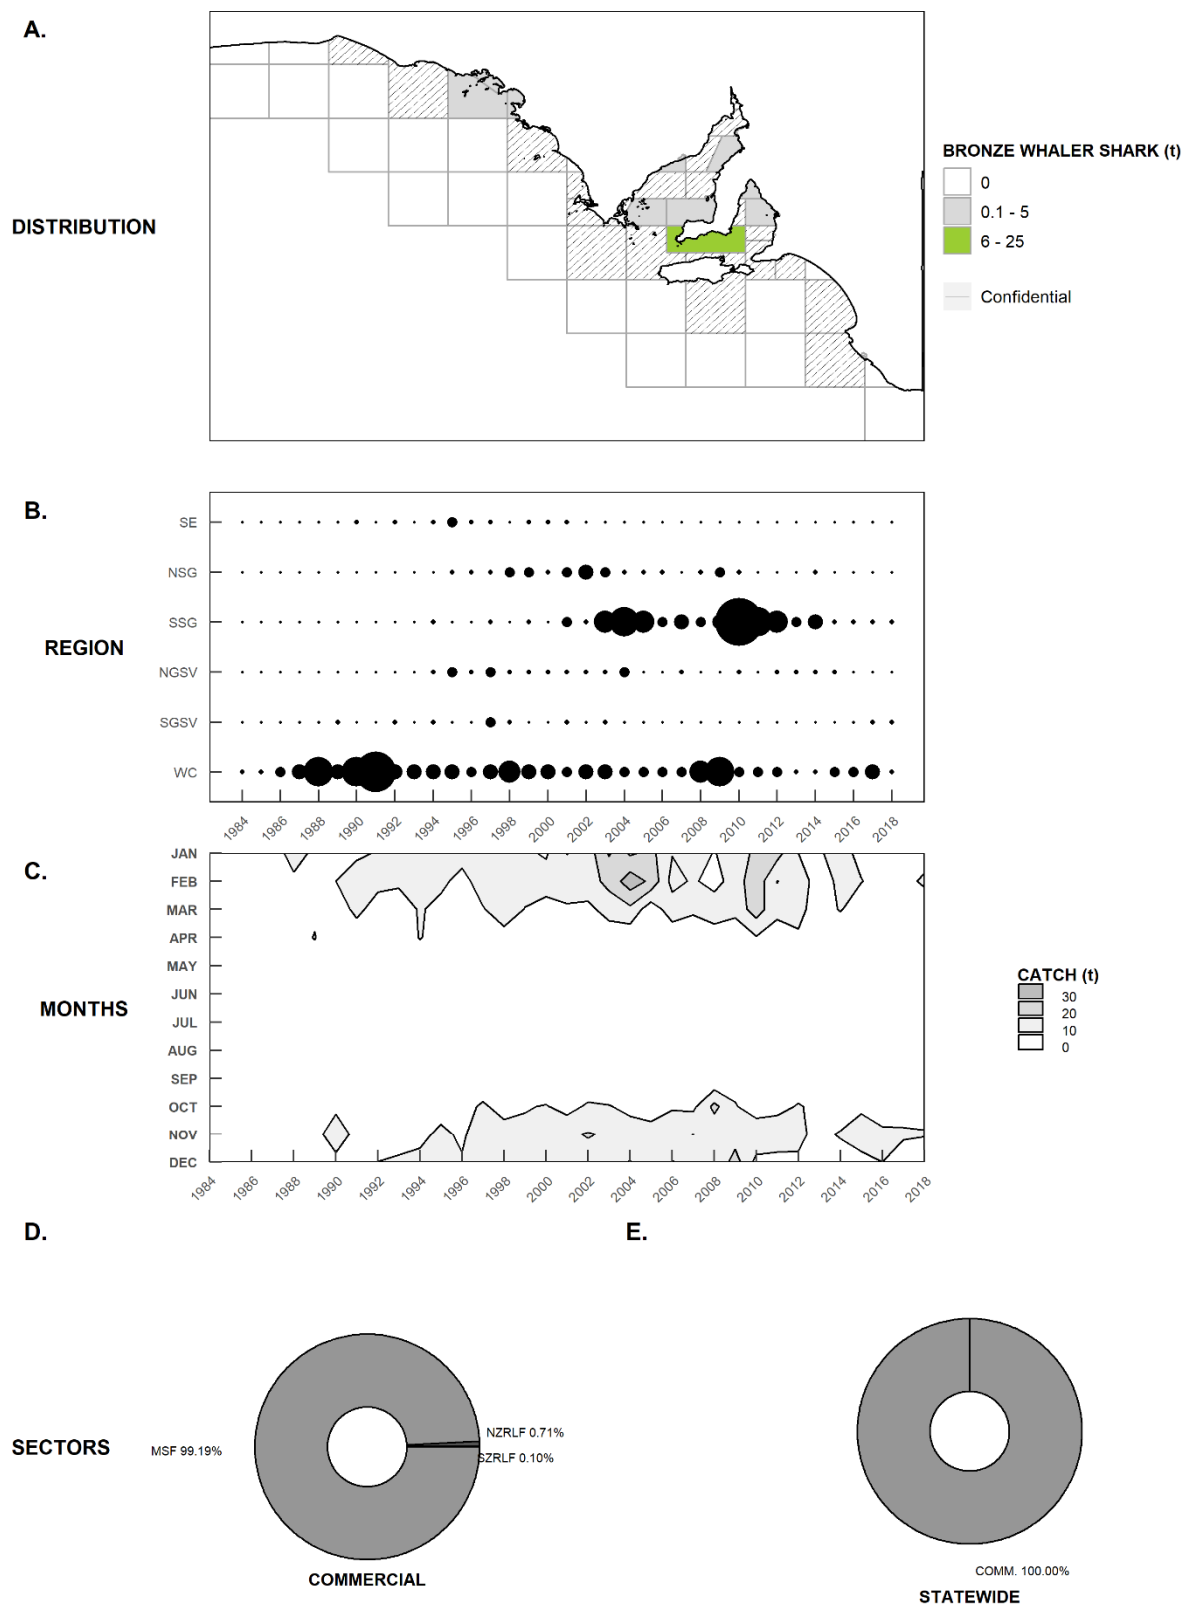 A.
DISTRIBUTION
BRONZE WHALER SHARK (t)
0
0.1 - 5
6 - 25
Confidential
B.
REGION
SE
NSG
SSG
NGSV
SGSV
WC
1984 1986 1988 1990 1992 1994 1996 1998 2000 2002 2004 2006 2008 2010 2012 2014 2016 2018
C.
MONTHS
JAN
FEB
MAR
APR
MAY
JUN
JUL
AUG
SEP
OCT
NOV
DEC
1984 1986 1988 1990 1992 1994 1996 1998 2000 2002 2004 2006 2008 2010 2012 2014 2016 2018
CATCH (t)
30
20
10
0
D.
E.
SECTORS
MSF 99.19%
NZRLF 0.71%
SZRLF 0.10%
COMMERCIAL
COMM. 100.00%
STATEWIDE